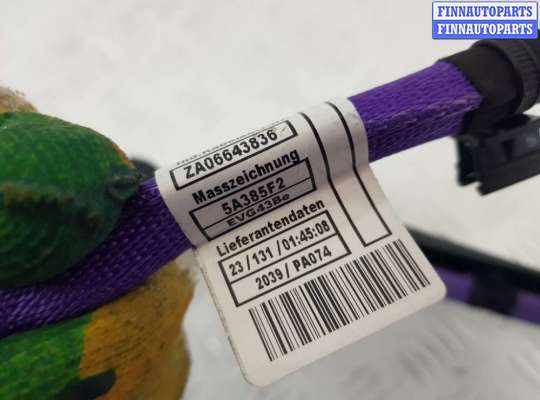 FINNAUTOPARTS
FINNAUTOPARTS
ZA06643836
Masszeichnung
5A385F2
EVG43Be
Lieferantendaten
23 / 131 / 01:45:08
2039 / PA074